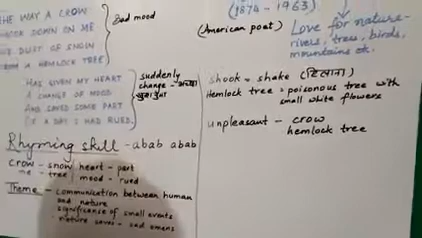 THE WAY A CROW
SHOOK DOWN ON ME
THE DUST OF SNOW
FROM A HEMLOCK TREE
Bad mood
HAS GIVEN MY HEART
A CHANGE OF MOOD
AND SAVED SOME PART
OF A DAY I HAD RUED.
suddenly
change -
Rhyming skill - abab abab
crow - snow heart - part
me - tree mood - rued
Theme - communication between human
and nature
significance of small events
nature saves - sad omens
(1874 - 1963)
(American poet)
Love for nature-
rivers, tree, birds,
mountains etc.
shook - shake (हिलाना)
Hemlock tree = poisonous tree with
small white flowers
unpleasant - crow
hemlock tree